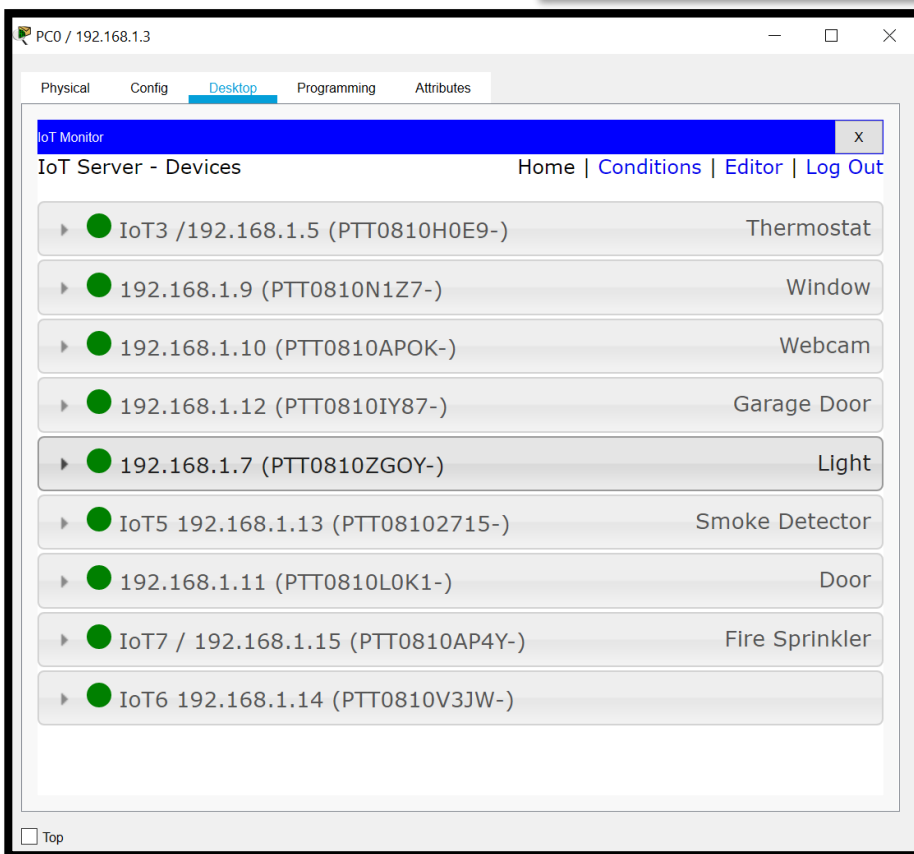 PC0 / 192.168.1.3
Physical Config Desktop Programming Attributes
IoT Monitor X
IoT Server - Devices Home | Conditions | Editor | Log Out
IoT3 /192.168.1.5 (PTT0810H0E9-) Thermostat
192.168.1.9 (PTT0810N1Z7-) Window
192.168.1.10 (PTT0810APOK-) Webcam
192.168.1.12 (PTT0810IY87-) Garage Door
192.168.1.7 (PTT0810ZGOY-) Light
IoT5 192.168.1.13 (PTT08102715-) Smoke Detector
192.168.1.11 (PTT0810L0K1-) Door
IoT7 / 192.168.1.15 (PTT0810AP4Y-) Fire Sprinkler
IoT6 192.168.1.14 (PTT0810V3JW-)
Top